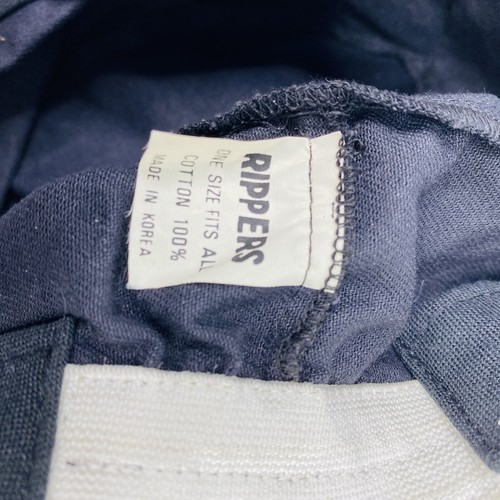 RIPPERS
ONE SIZE FITS ALL
COTTON 100%
MADE IN KOREA